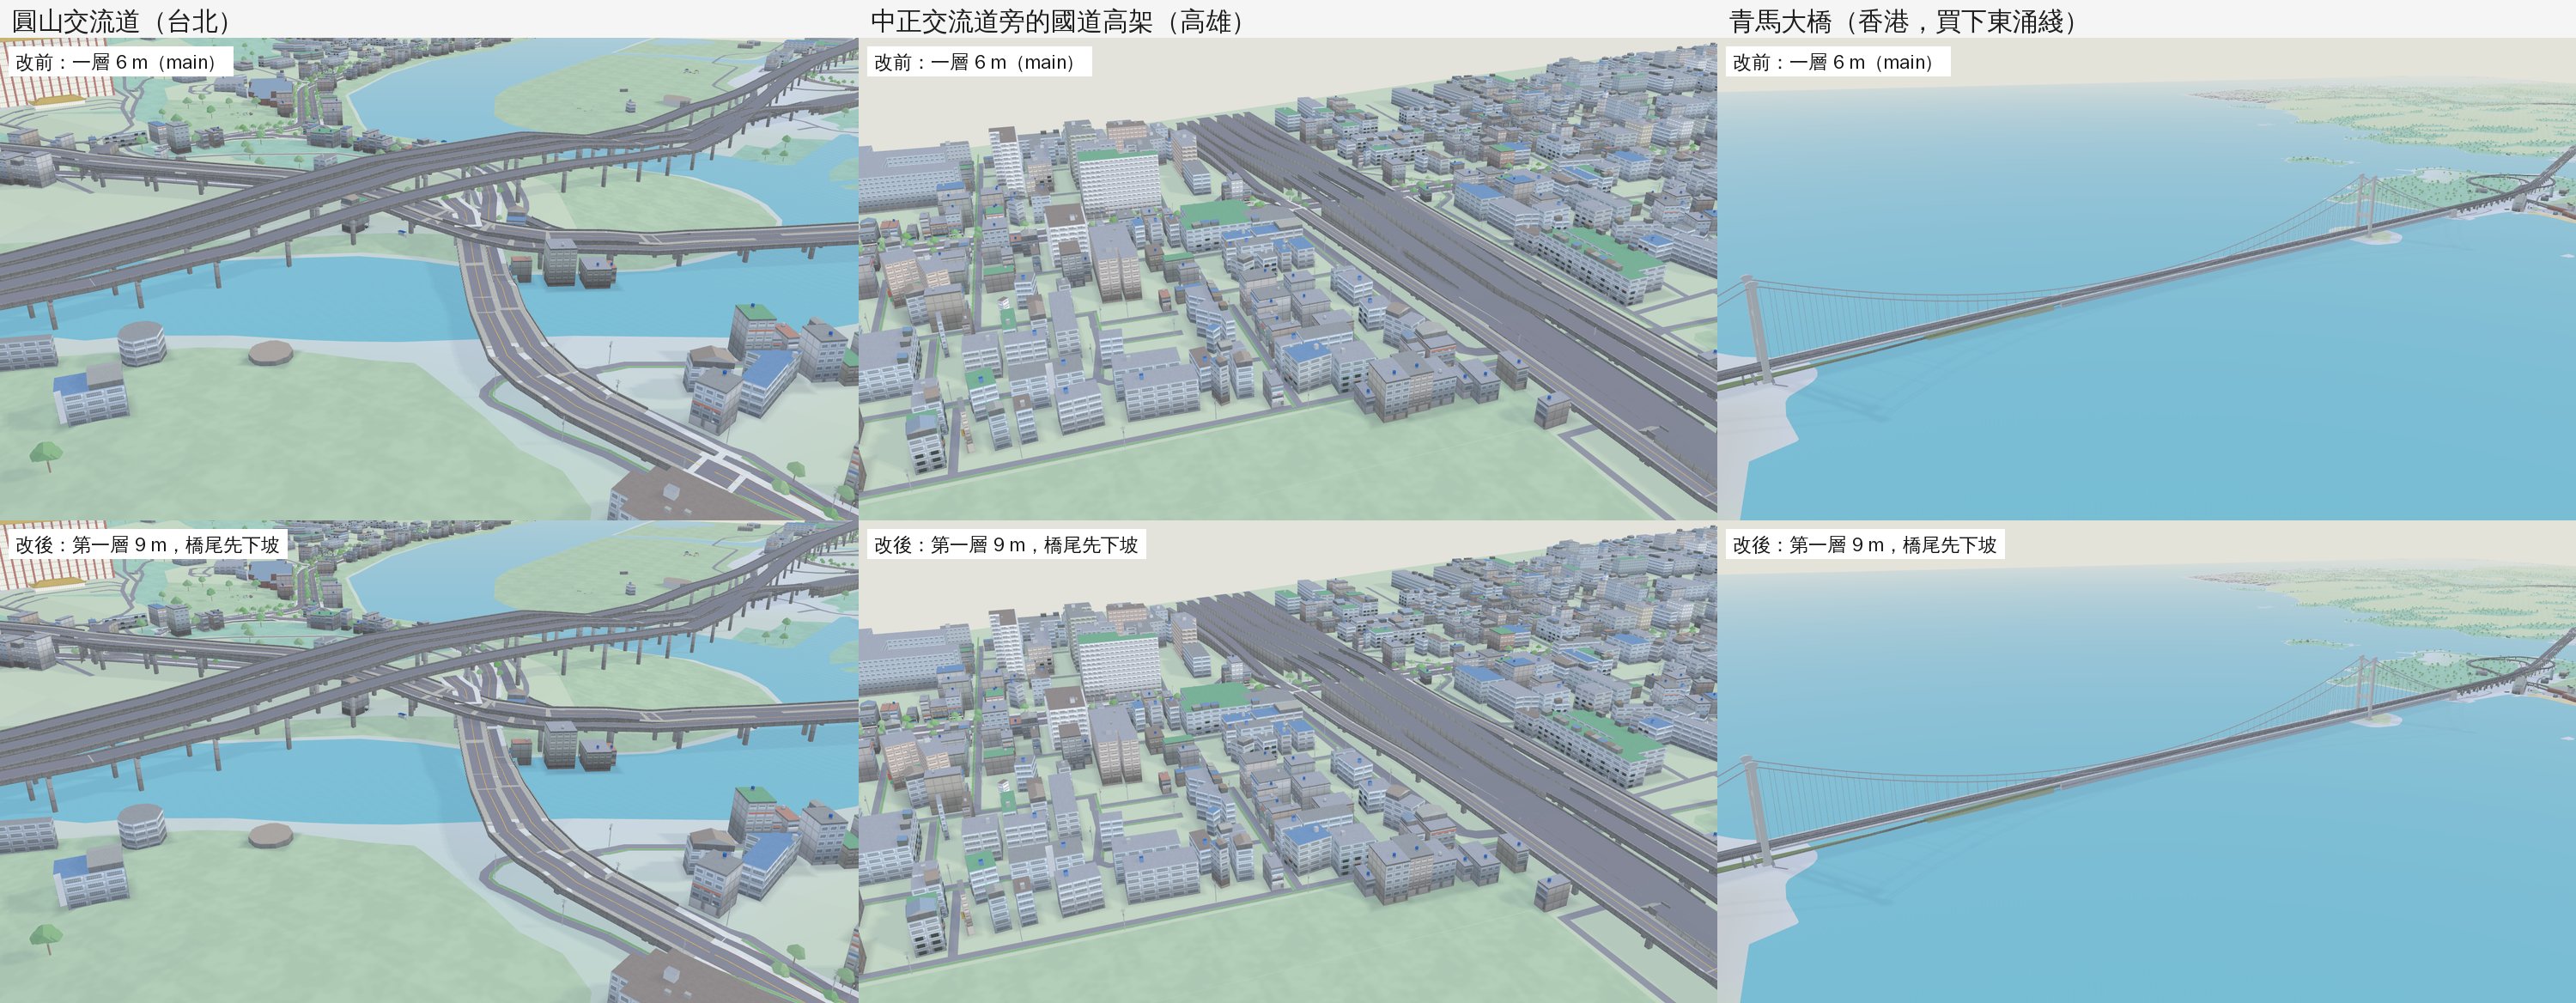 圓山交流道（台北）
中正交流道旁的國道高架（高雄）
青馬大橋（香港，買下東涌綫）
改前：一層 6 m（main）
改前：一層 6 m（main）
改前：一層 6 m（main）
改後：第一層 9 m，橋尾先下坡
改後：第一層 9 m，橋尾先下坡
改後：第一層 9 m，橋尾先下坡